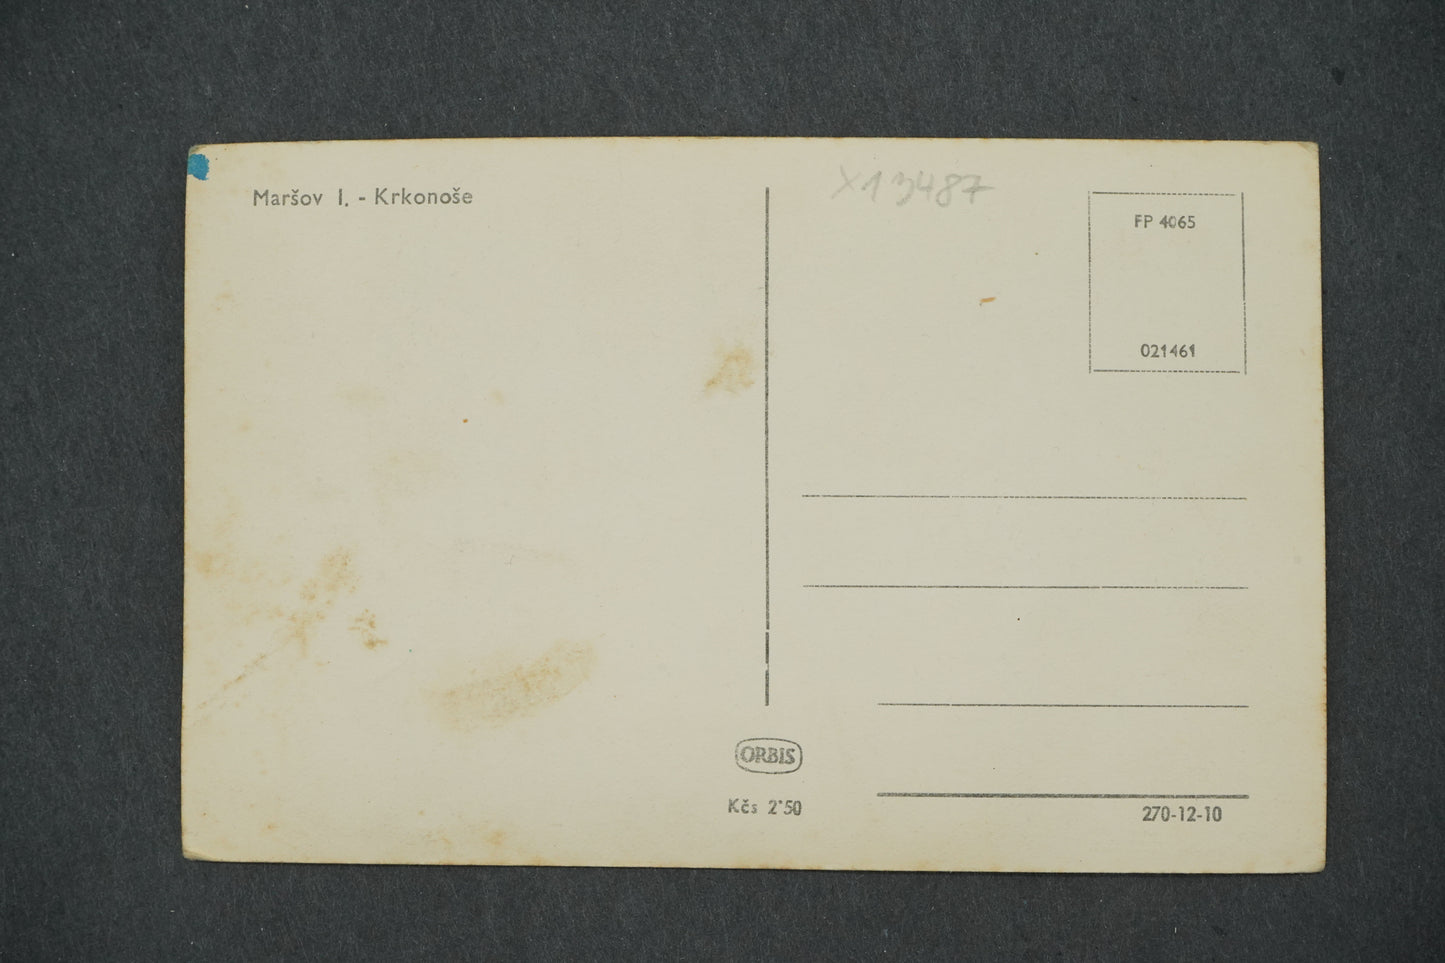 Maršov I. - Krkonoše
X13487
FP 4065
021461
ORBIS
Kčs 2'50
270-12-10